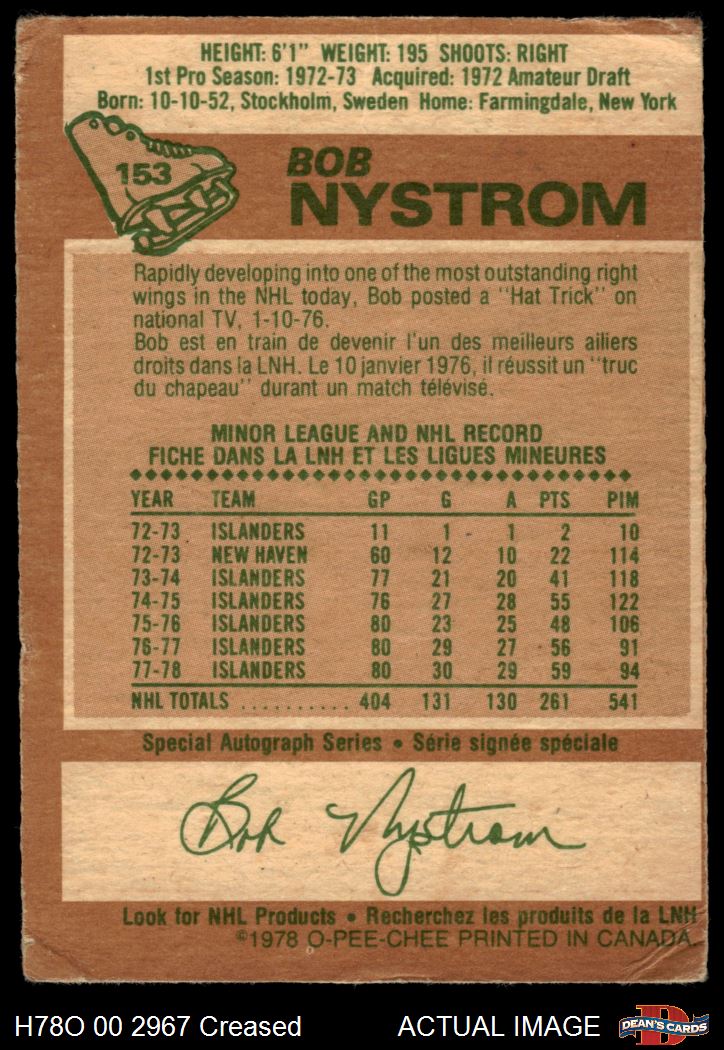 HEIGHT: 6'1" WEIGHT: 195 SHOOTS: RIGHT
1st Pro Season: 1972-73 Acquired: 1972 Amateur Draft
Born: 10-10-52, Stockholm, Sweden Home: Farmingdale, New York
153
BOB
NYSTROM
Rapidly developing into one of the most outstanding right
wings in the NHL today, Bob posted a "Hat Trick" on
national TV, 1-10-76.
Bob est en train de devenir l'un des meilleurs ailiers
droits dans la LNH. Le 10 janvier 1976, il réussit un "truc
du chapeau" durant un match télévisé.
MINOR LEAGUE AND NHL RECORD
FICHE DANS LA LNH ET LES LIGUES MINEURES
YEAR TEAM GP G A PTS PIM
72-73 ISLANDERS 11 1 1 2 10
72-73 NEW HAVEN 60 12 10 22 114
73-74 ISLANDERS 77 21 20 41 118
74-75 ISLANDERS 76 27 28 55 122
75-76 ISLANDERS 80 23 25 48 106
76-77 ISLANDERS 80 29 27 56 91
77-78 ISLANDERS 80 30 29 59 94
NHL TOTALS .......... 404 131 130 261 541
Special Autograph Series • Série signée spéciale
Bob Nystrom
Look for NHL Products • Recherchez les produits de la LNH
©1978 O-PEE-CHEE PRINTED IN CANADA.
H78O 00 2967 Creased ACTUAL IMAGE
D
DEAN'S CARDS